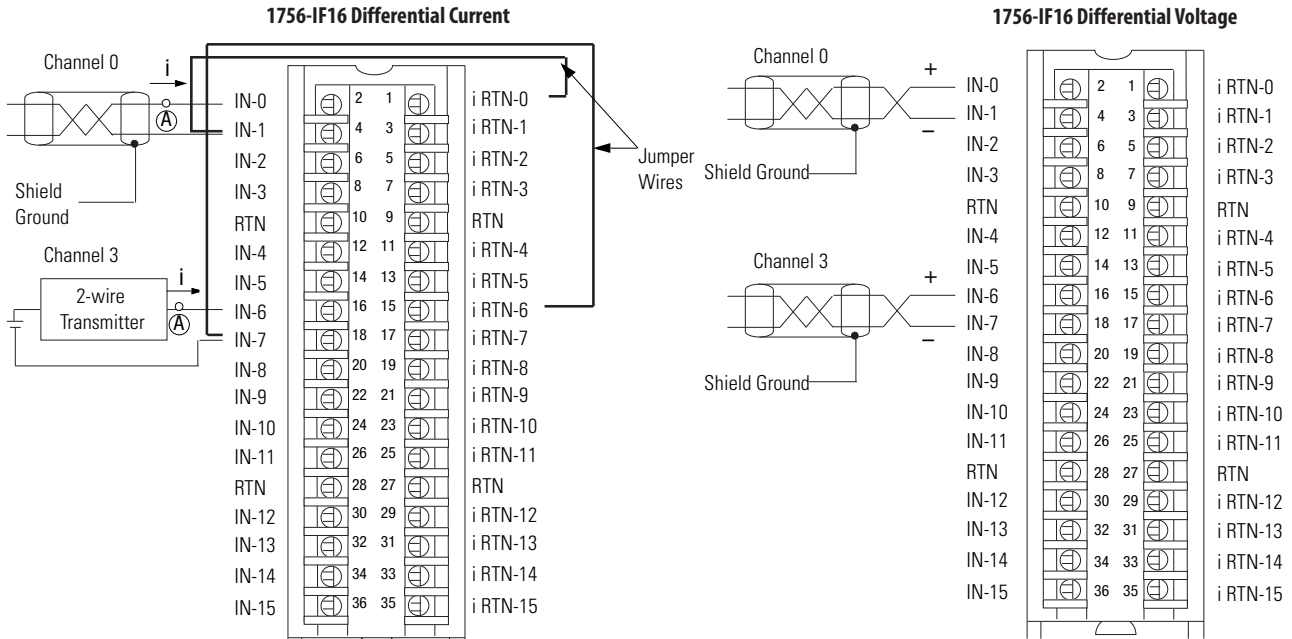 1756-IF16 Differential Current
Channel 0
i
A
Shield
Ground
Channel 3
i
2-wire
Transmitter
A
Jumper
Wires
IN-0 2 1 i RTN-0
IN-1 4 3 i RTN-1
IN-2 6 5 i RTN-2
IN-3 8 7 i RTN-3
RTN 10 9 RTN
IN-4 12 11 i RTN-4
IN-5 14 13 i RTN-5
IN-6 16 15 i RTN-6
IN-7 18 17 i RTN-7
IN-8 20 19 i RTN-8
IN-9 22 21 i RTN-9
IN-10 24 23 i RTN-10
IN-11 26 25 i RTN-11
RTN 28 27 RTN
IN-12 30 29 i RTN-12
IN-13 32 31 i RTN-13
IN-14 34 33 i RTN-14
IN-15 36 35 i RTN-15
1756-IF16 Differential Voltage
Channel 0
+
–
Shield Ground
Channel 3
+
–
Shield Ground
IN-0 2 1 i RTN-0
IN-1 4 3 i RTN-1
IN-2 6 5 i RTN-2
IN-3 8 7 i RTN-3
RTN 10 9 RTN
IN-4 12 11 i RTN-4
IN-5 14 13 i RTN-5
IN-6 16 15 i RTN-6
IN-7 18 17 i RTN-7
IN-8 20 19 i RTN-8
IN-9 22 21 i RTN-9
IN-10 24 23 i RTN-10
IN-11 26 25 i RTN-11
RTN 28 27 RTN
IN-12 30 29 i RTN-12
IN-13 32 31 i RTN-13
IN-14 34 33 i RTN-14
IN-15 36 35 i RTN-15